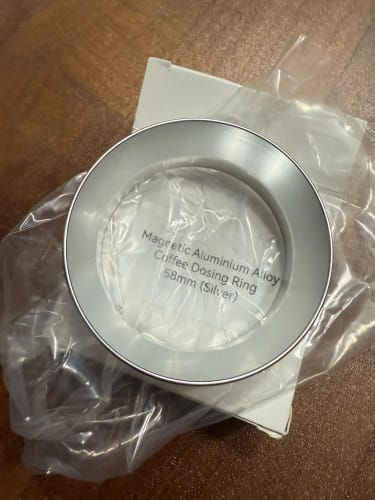 Magnetic Aluminium Alloy
Coffee Dosing Ring
58mm (Silver)